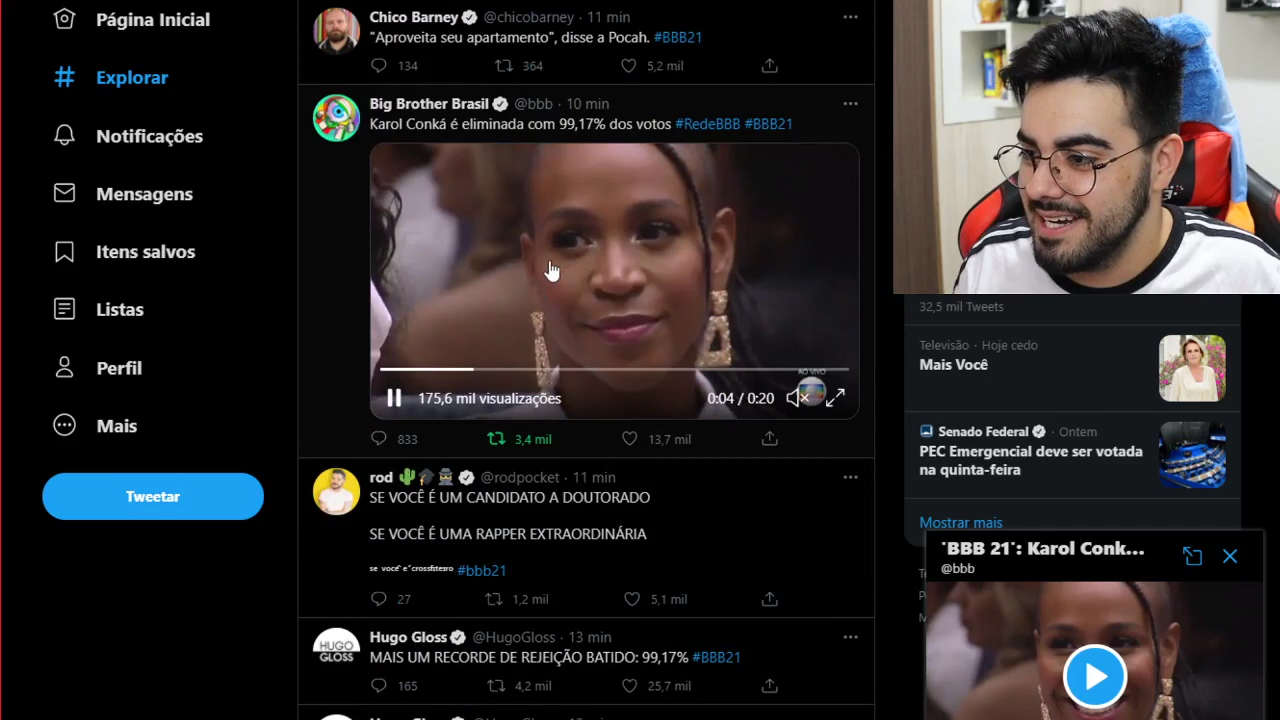 Página Inicial
Explorar
Notificações
Mensagens
Itens salvos
Listas
Perfil
Mais
Tweetar
Chico Barney @chicobarney · 11 min
"Aproveita seu apartamento", disse a Pocah. #BBB21
134 364 5,2 mil
Big Brother Brasil @bbb · 10 min
Karol Conká é eliminada com 99,17% dos votos #RedeBBB #BBB21
AO VIVO
175,6 mil visualizações 0:04 / 0:20
833 3,4 mil 13,7 mil
rod @rodpocket · 11 min
SE VOCÊ É UM CANDIDATO A DOUTORADO
SE VOCÊ É UMA RAPPER EXTRAORDINÁRIA
#bbb21
27 1,2 mil 5,1 mil
Hugo Gloss @HugoGloss · 13 min
HUGO
GLOSS
MAIS UM RECORDE DE REJEIÇÃO BATIDO: 99,17% #BBB21
165 4,2 mil 25,7 mil
32,5 mil Tweets
Televisão · Hoje cedo
Mais Você
Senado Federal · Ontem
PEC Emergencial deve ser votada
na quinta-feira
Mostrar mais
'BBB 21': Karol Conk...
@bbb